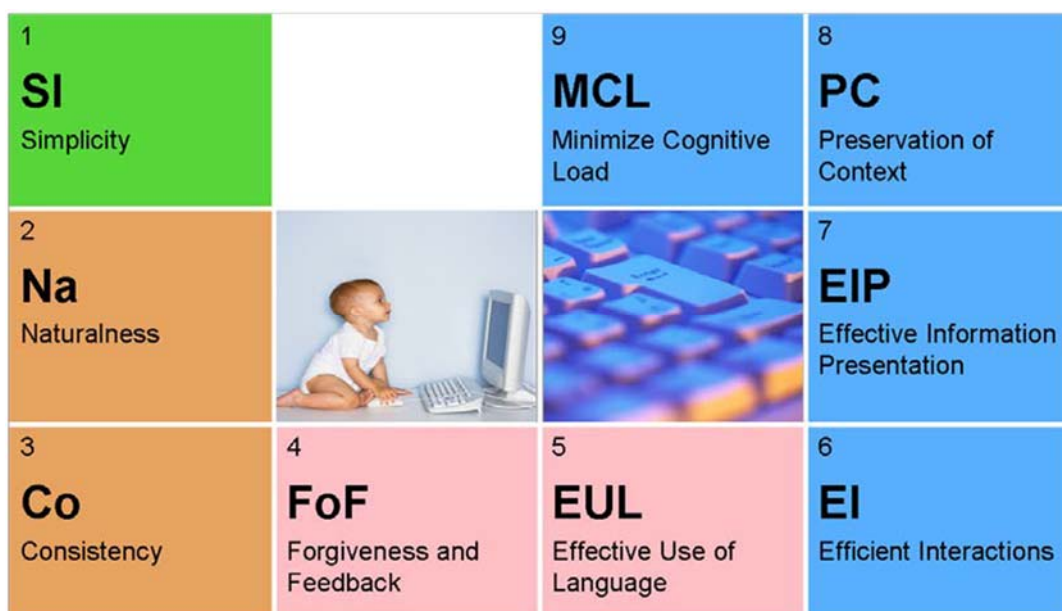 1
SI
Simplicity
9
MCL
Minimize Cognitive
Load
8
PC
Preservation of
Context
2
Na
Naturalness
7
EIP
Effective Information
Presentation
3
Co
Consistency
4
FoF
Forgiveness and
Feedback
5
EUL
Effective Use of
Language
6
EI
Efficient Interactions